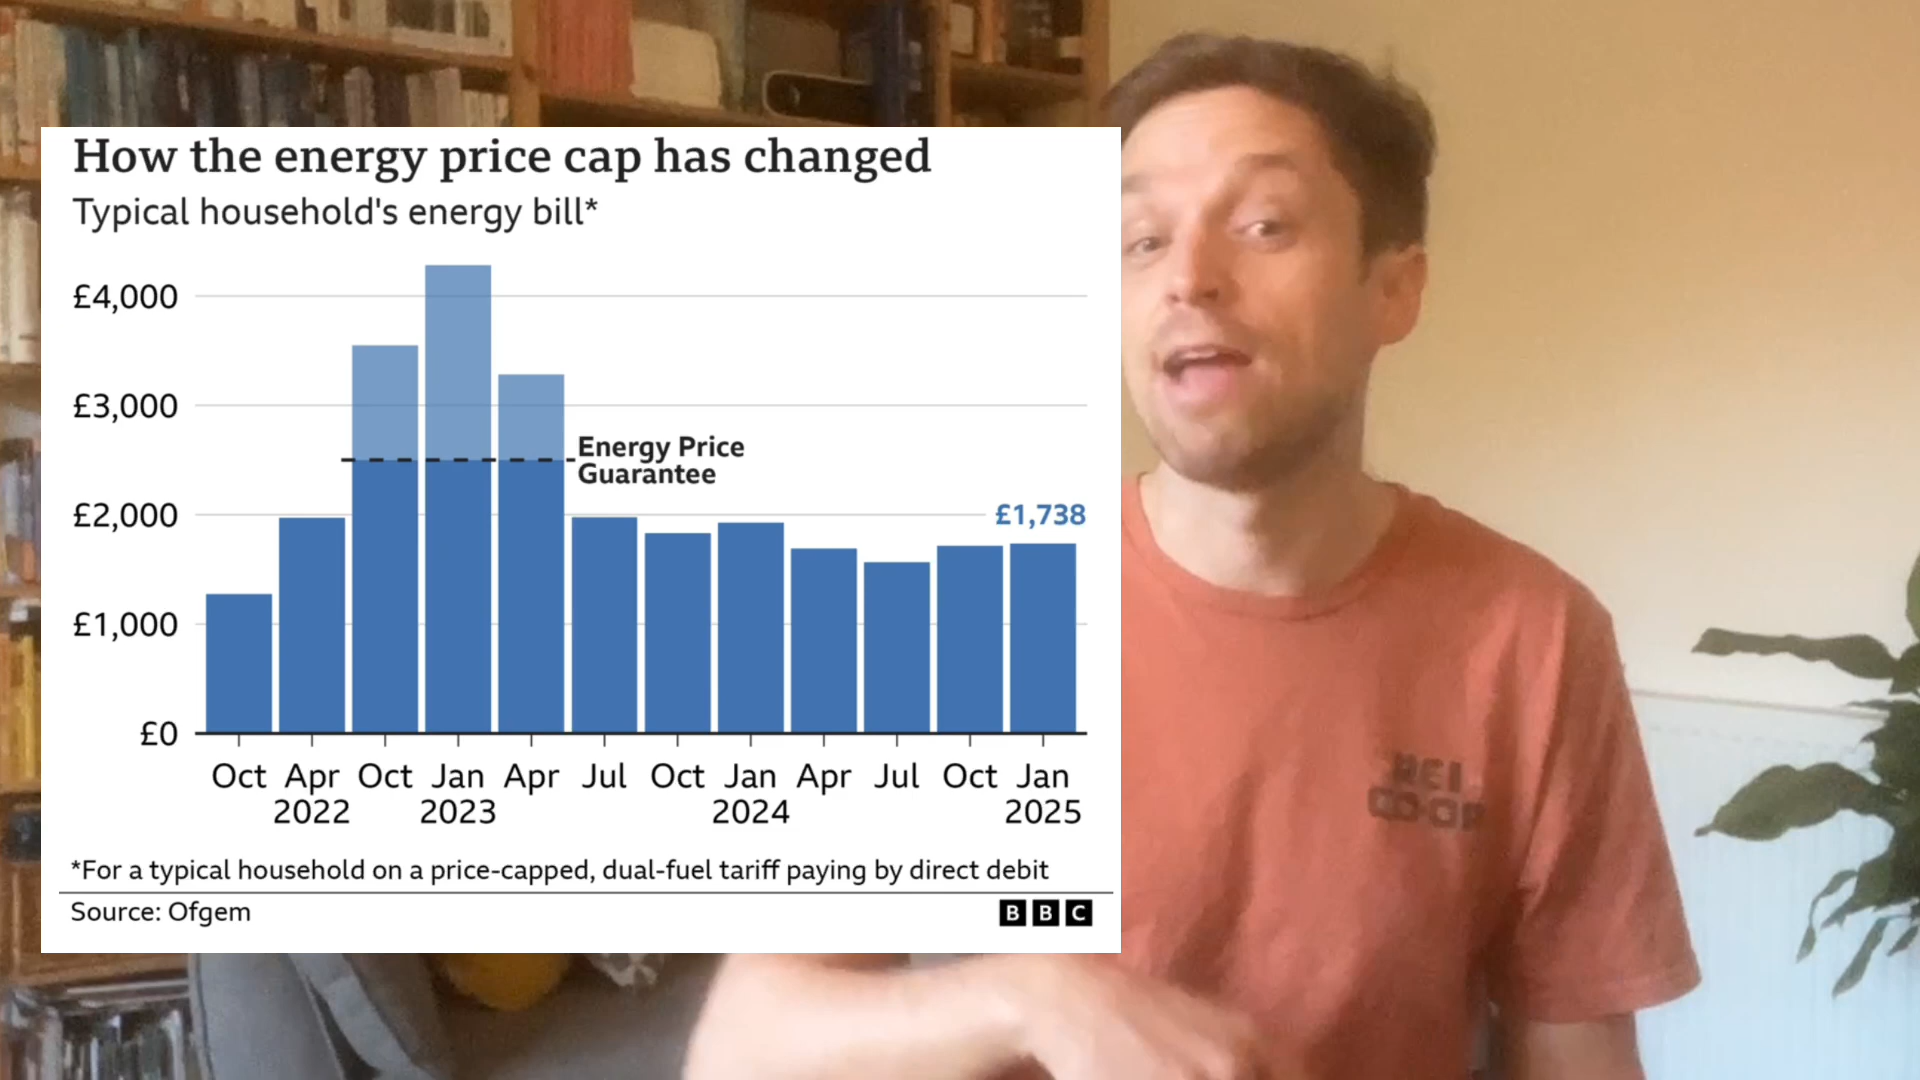 How the energy price cap has changed
Typical household's energy bill*
£4,000
£3,000
Energy Price
Guarantee
£2,000
£1,738
£1,000
£0
Oct Apr Oct Jan Apr Jul Oct Jan Apr Jul Oct Jan
2022 2023 2024 2025
*For a typical household on a price-capped, dual-fuel tariff paying by direct debit
Source: Ofgem
BBC
CO·OP